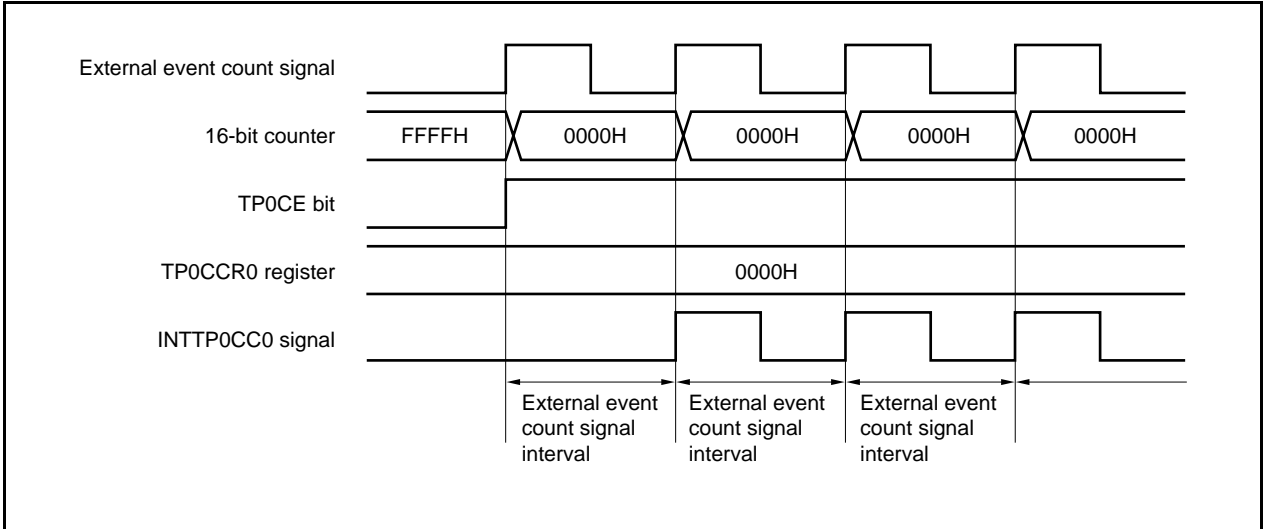 External event count signal
16-bit counter
FFFFH
0000H
0000H
0000H
0000H
TP0CE bit
TP0CCR0 register
0000H
INTTP0CC0 signal
External event
count signal
interval
External event
count signal
interval
External event
count signal
interval